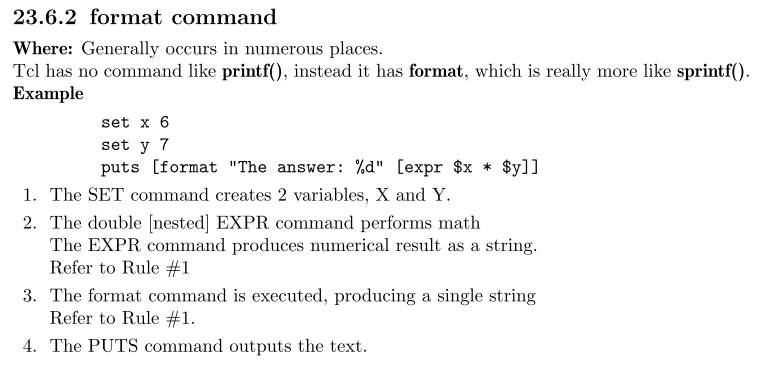 23.6.2 format command
Where: Generally occurs in numerous places.
Tcl has no command like printf(), instead it has format, which is really more like sprintf().
Example
set x 6
set y 7
puts [format "The answer: %d" [expr $x * $y]]
1. The SET command creates 2 variables, X and Y.
2. The double [nested] EXPR command performs math
The EXPR command produces numerical result as a string.
Refer to Rule #1
3. The format command is executed, producing a single string
Refer to Rule #1.
4. The PUTS command outputs the text.